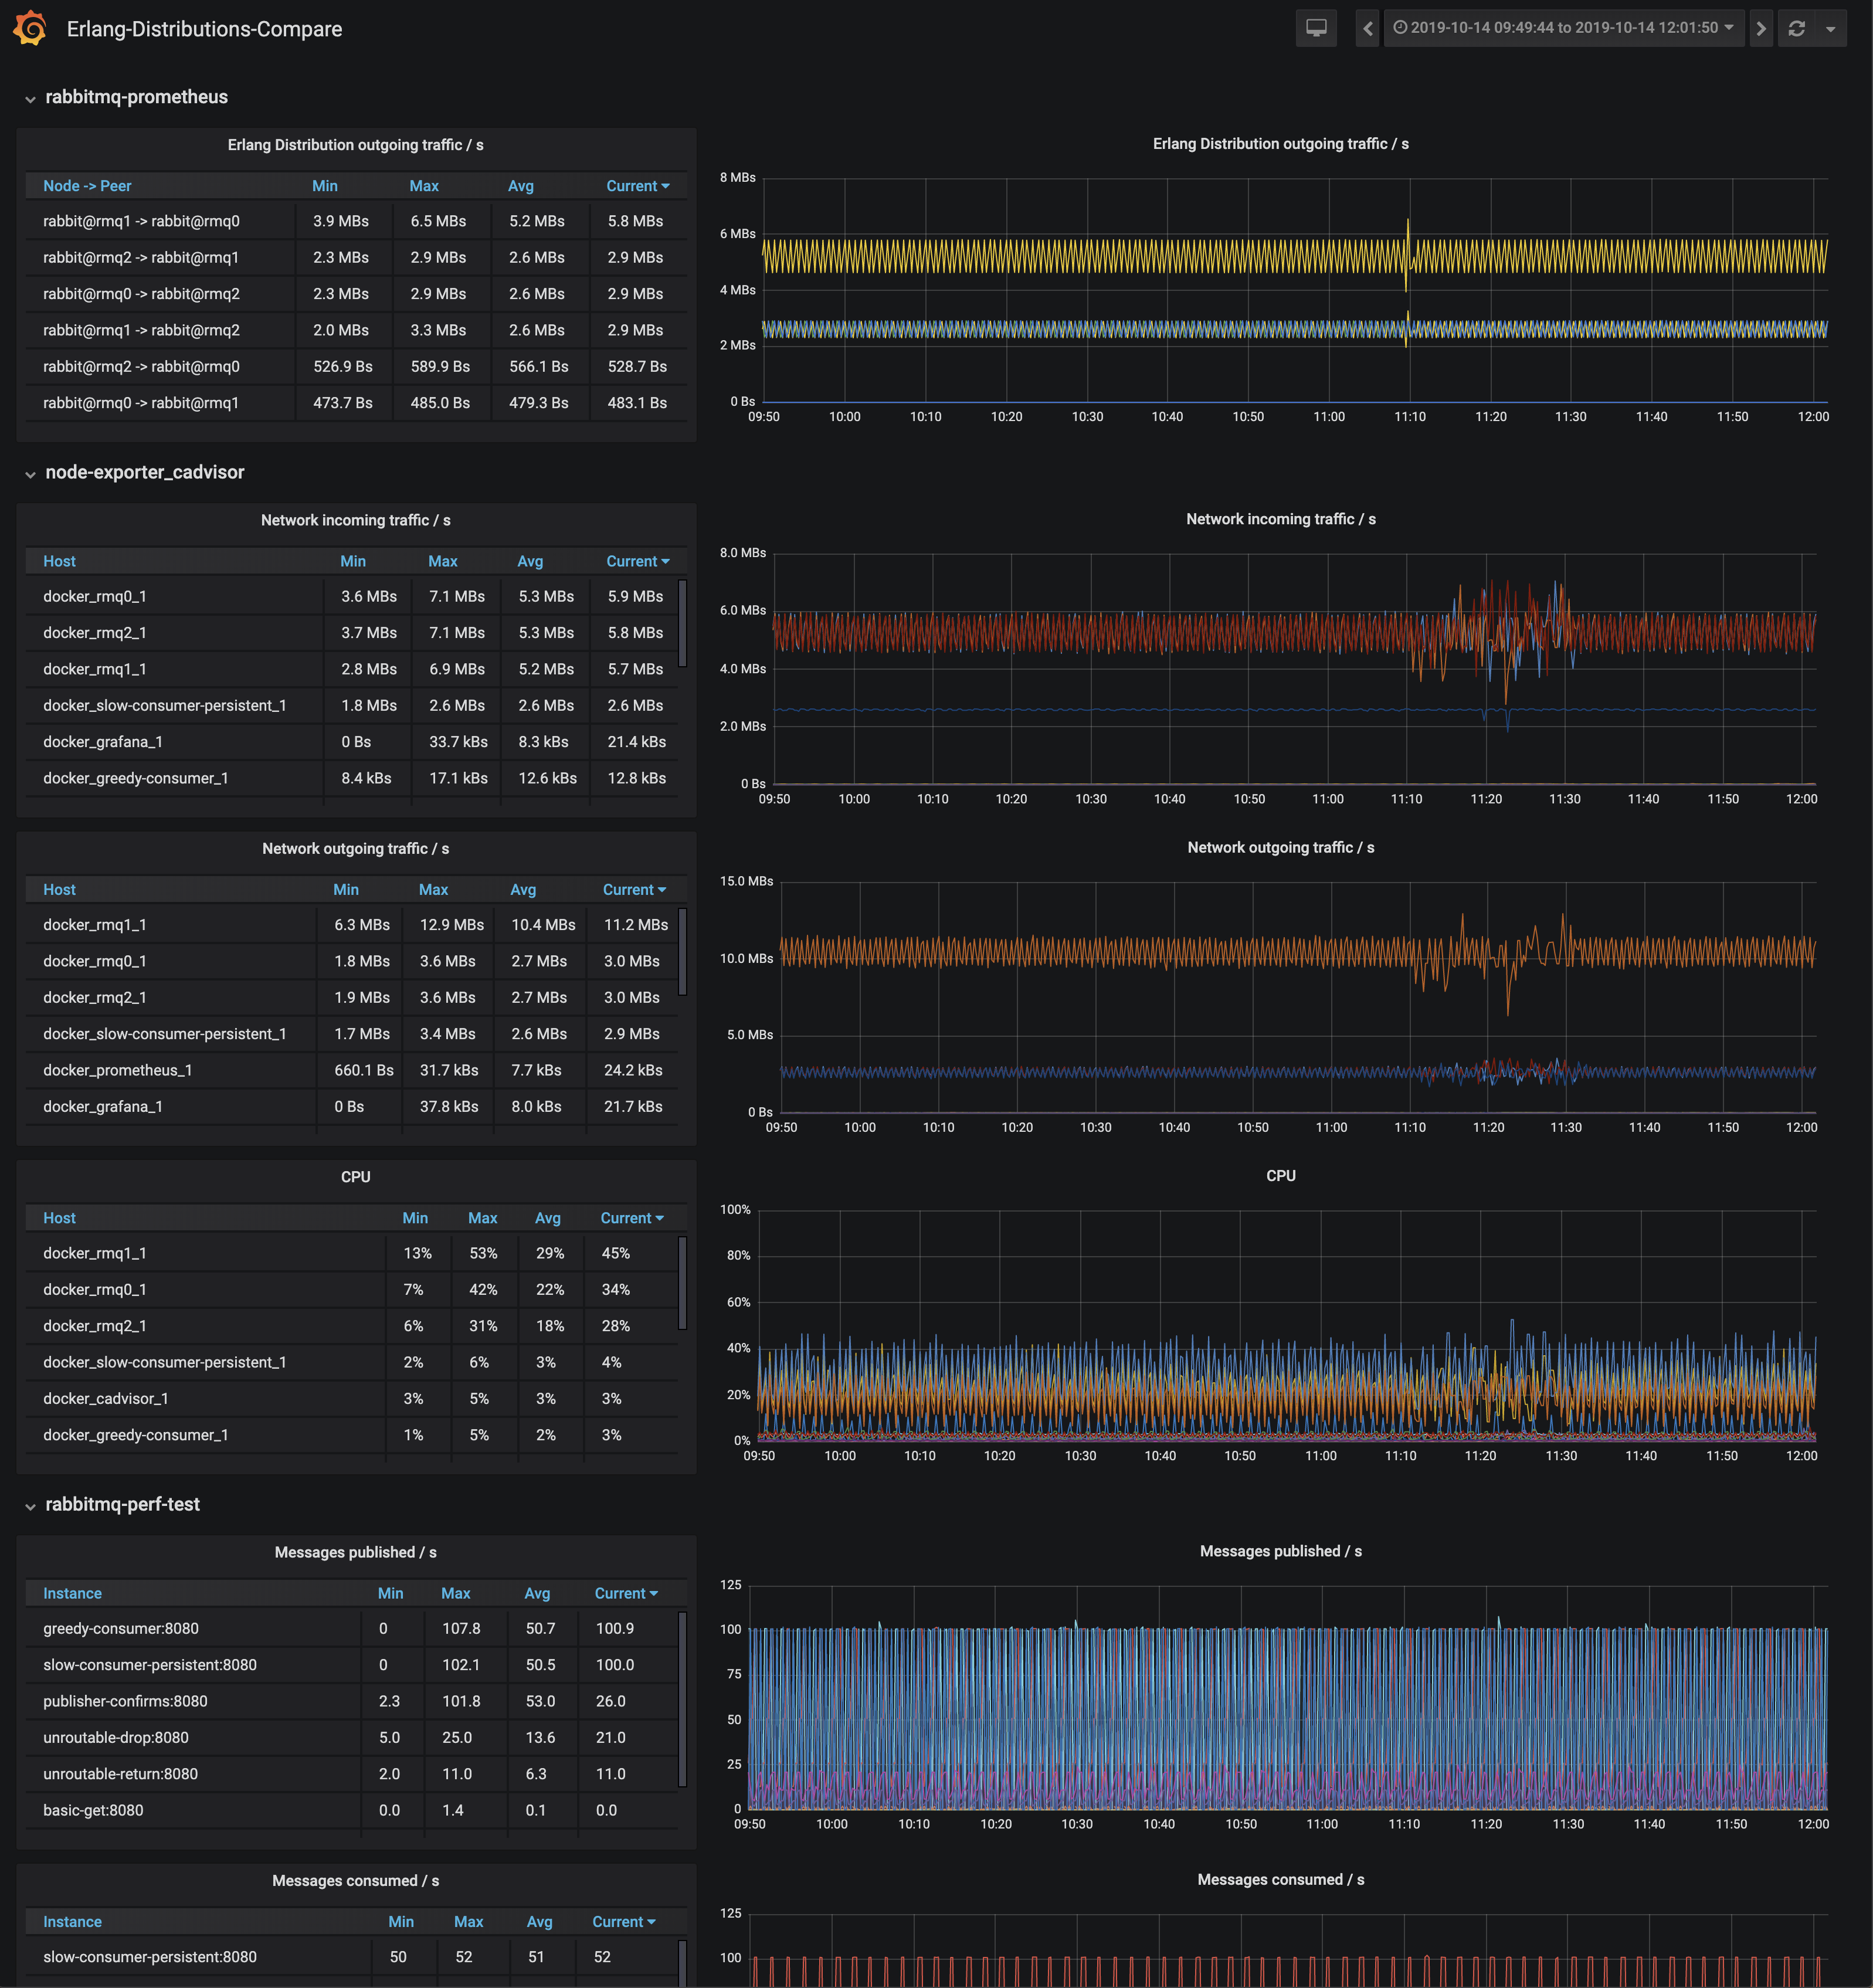 Erlang-Distributions-Compare
2019-10-14 09:49:44 to 2019-10-14 12:01:50
rabbitmq-prometheus
Erlang Distribution outgoing traffic / s
Node -> Peer Min Max Avg Current
rabbit@rmq1 -> rabbit@rmq0 3.9 MBs 6.5 MBs 5.2 MBs 5.8 MBs
rabbit@rmq2 -> rabbit@rmq1 2.3 MBs 2.9 MBs 2.6 MBs 2.9 MBs
rabbit@rmq0 -> rabbit@rmq2 2.3 MBs 2.9 MBs 2.6 MBs 2.9 MBs
rabbit@rmq1 -> rabbit@rmq2 2.0 MBs 3.3 MBs 2.6 MBs 2.9 MBs
rabbit@rmq2 -> rabbit@rmq0 526.9 Bs 589.9 Bs 566.1 Bs 528.7 Bs
rabbit@rmq0 -> rabbit@rmq1 473.7 Bs 485.0 Bs 479.3 Bs 483.1 Bs
Erlang Distribution outgoing traffic / s
8 MBs
6 MBs
4 MBs
2 MBs
0 Bs
09:50 10:00 10:10 10:20 10:30 10:40 10:50 11:00 11:10 11:20 11:30 11:40 11:50 12:00
node-exporter_cadvisor
Network incoming traffic / s
Host Min Max Avg Current
docker_rmq0_1 3.6 MBs 7.1 MBs 5.3 MBs 5.9 MBs
docker_rmq2_1 3.7 MBs 7.1 MBs 5.3 MBs 5.8 MBs
docker_rmq1_1 2.8 MBs 6.9 MBs 5.2 MBs 5.7 MBs
docker_slow-consumer-persistent_1 1.8 MBs 2.6 MBs 2.6 MBs 2.6 MBs
docker_grafana_1 0 Bs 33.7 kBs 8.3 kBs 21.4 kBs
docker_greedy-consumer_1 8.4 kBs 17.1 kBs 12.6 kBs 12.8 kBs
Network incoming traffic / s
8.0 MBs
6.0 MBs
4.0 MBs
2.0 MBs
0 Bs
09:50 10:00 10:10 10:20 10:30 10:40 10:50 11:00 11:10 11:20 11:30 11:40 11:50 12:00
Network outgoing traffic / s
Host Min Max Avg Current
docker_rmq1_1 6.3 MBs 12.9 MBs 10.4 MBs 11.2 MBs
docker_rmq0_1 1.8 MBs 3.6 MBs 2.7 MBs 3.0 MBs
docker_rmq2_1 1.9 MBs 3.6 MBs 2.7 MBs 3.0 MBs
docker_slow-consumer-persistent_1 1.7 MBs 3.4 MBs 2.6 MBs 2.9 MBs
docker_prometheus_1 660.1 Bs 31.7 kBs 7.7 kBs 24.2 kBs
docker_grafana_1 0 Bs 37.8 kBs 8.0 kBs 21.7 kBs
Network outgoing traffic / s
15.0 MBs
10.0 MBs
5.0 MBs
0 Bs
09:50 10:00 10:10 10:20 10:30 10:40 10:50 11:00 11:10 11:20 11:30 11:40 11:50 12:00
CPU
Host Min Max Avg Current
docker_rmq1_1 13% 53% 29% 45%
docker_rmq0_1 7% 42% 22% 34%
docker_rmq2_1 6% 31% 18% 28%
docker_slow-consumer-persistent_1 2% 6% 3% 4%
docker_cadvisor_1 3% 5% 3% 3%
docker_greedy-consumer_1 1% 5% 2% 3%
CPU
100%
80%
60%
40%
20%
0%
09:50 10:00 10:10 10:20 10:30 10:40 10:50 11:00 11:10 11:20 11:30 11:40 11:50 12:00
rabbitmq-perf-test
Messages published / s
Instance Min Max Avg Current
greedy-consumer:8080 0 107.8 50.7 100.9
slow-consumer-persistent:8080 0 102.1 50.5 100.0
publisher-confirms:8080 2.3 101.8 53.0 26.0
unroutable-drop:8080 5.0 25.0 13.6 21.0
unroutable-return:8080 2.0 11.0 6.3 11.0
basic-get:8080 0.0 1.4 0.1 0.0
Messages published / s
125
100
75
50
25
0
09:50 10:00 10:10 10:20 10:30 10:40 10:50 11:00 11:10 11:20 11:30 11:40 11:50 12:00
Messages consumed / s
Instance Min Max Avg Current
slow-consumer-persistent:8080 50 52 51 52
Messages consumed / s
125
100